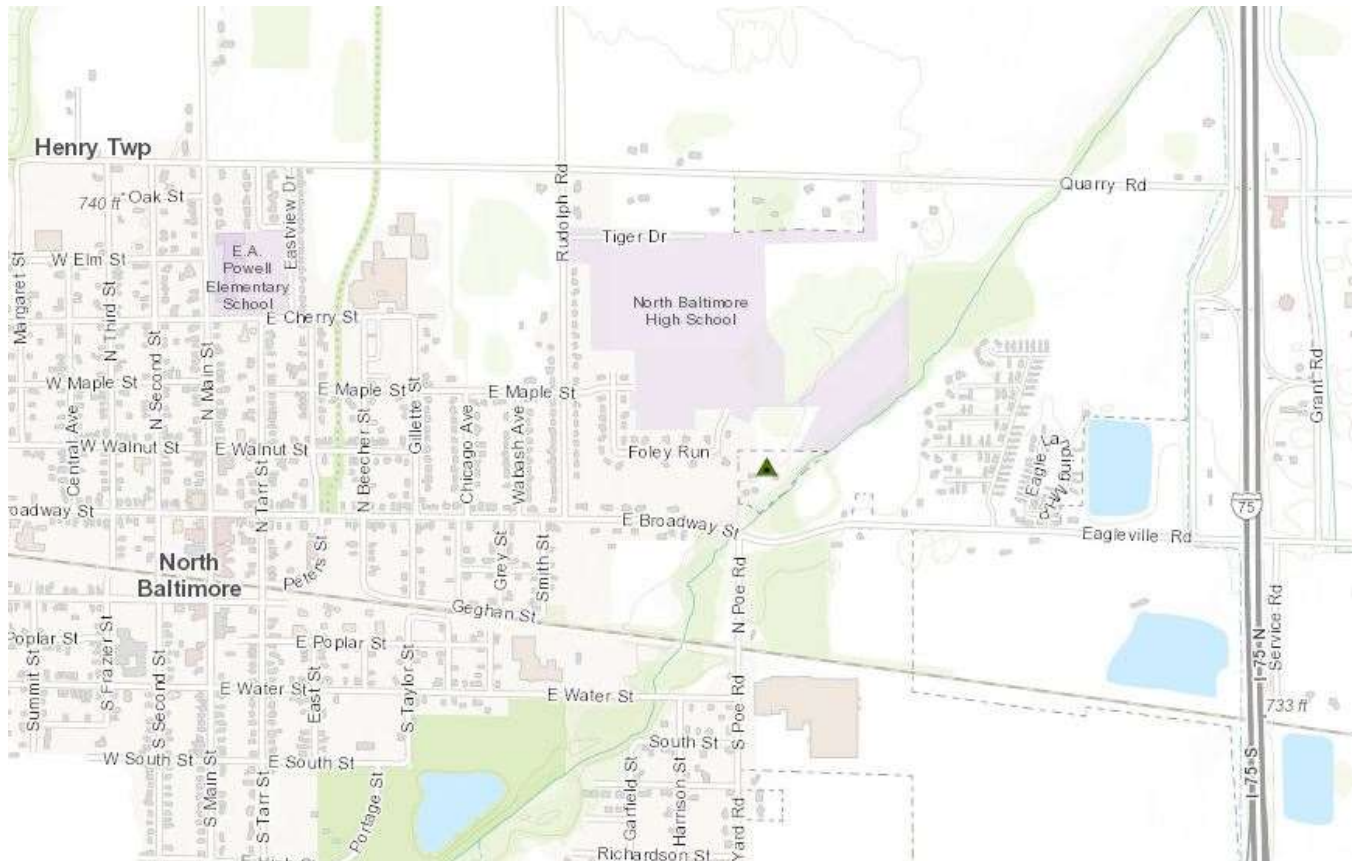 Henry Twp
740 ft
Oak St
Eastview Dr
Rudolph Rd
Quarry Rd
Tiger Dr
Margaret St
W Elm St
E.A.
Powell
Elementary
School
North Baltimore
High School
N Third St
E Cherry St
Grant Rd
W Maple St
N Second St
N Main St
E Maple St
E Maple St
Central Ave
W Walnut St
E Walnut St
N Tarr St
N Beecher St
Gillette St
Chicago Ave
Wabash Ave
Foley Run
Eagle La
nding
roadway St
E Broadway St
75
Eagleville Rd
North
Baltimore
Peters St
Grey St
Smith St
Geghan St
N Poe Rd
Service Rd
Poplar St
E Poplar St
Summit St
S Frazier St
S Second St
E Water St
East St
S Taylor St
E Water St
S Poe Rd
I-75-N
733 ft
W South St
E South St
South St
S Main St
S Tarr St
Portage St
Garfield St
Harrison St
Yard Rd
I-75-S
Richardson St